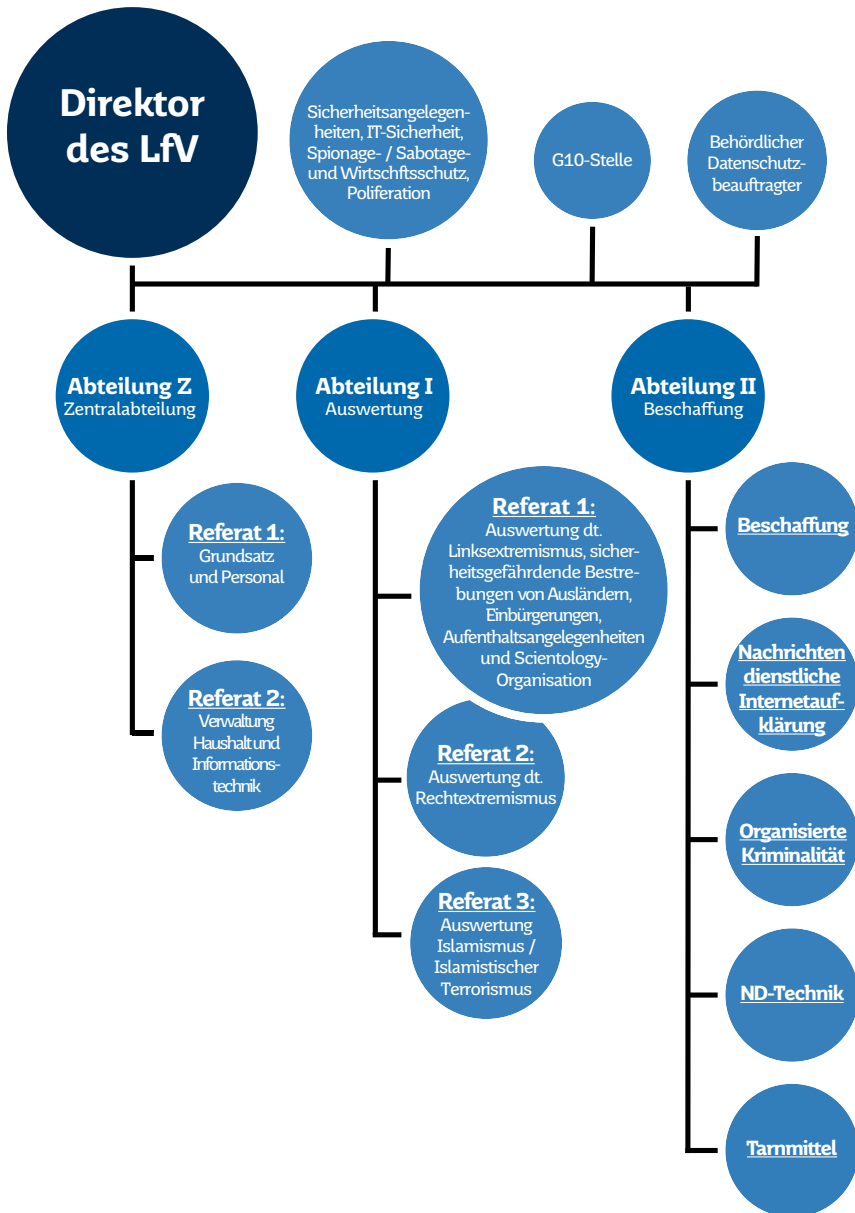 Direktor
des LfV
Sicherheitsangelegen-
heiten, IT-Sicherheit,
Spionage- / Sabotage-
und Wirtschftsschutz,
Poliferation
G10-Stelle
Behördlicher
Datenschutz-
beauftragter
Abteilung Z
Zentralabteilung
Abteilung I
Auswertung
Abteilung II
Beschaffung
Referat 1:
Grundsatz
und Personal
Referat 2:
Verwaltung
Haushalt und
Informations-
technik
Referat 1:
Auswertung dt.
Linksextremismus, sicher-
heitsgefährdende Bestre-
bungen von Ausländern,
Einbürgerungen,
Aufenthaltsangelegenheiten
und Scientology-
Organisation
Referat 2:
Auswertung dt.
Rechtextremismus
Referat 3:
Auswertung
Islamismus /
Islamistischer
Terrorismus
Beschaffung
Nachrichten
dienstliche
Internetauf-
klärung
Organisierte
Kriminalität
ND-Technik
Tarnmittel